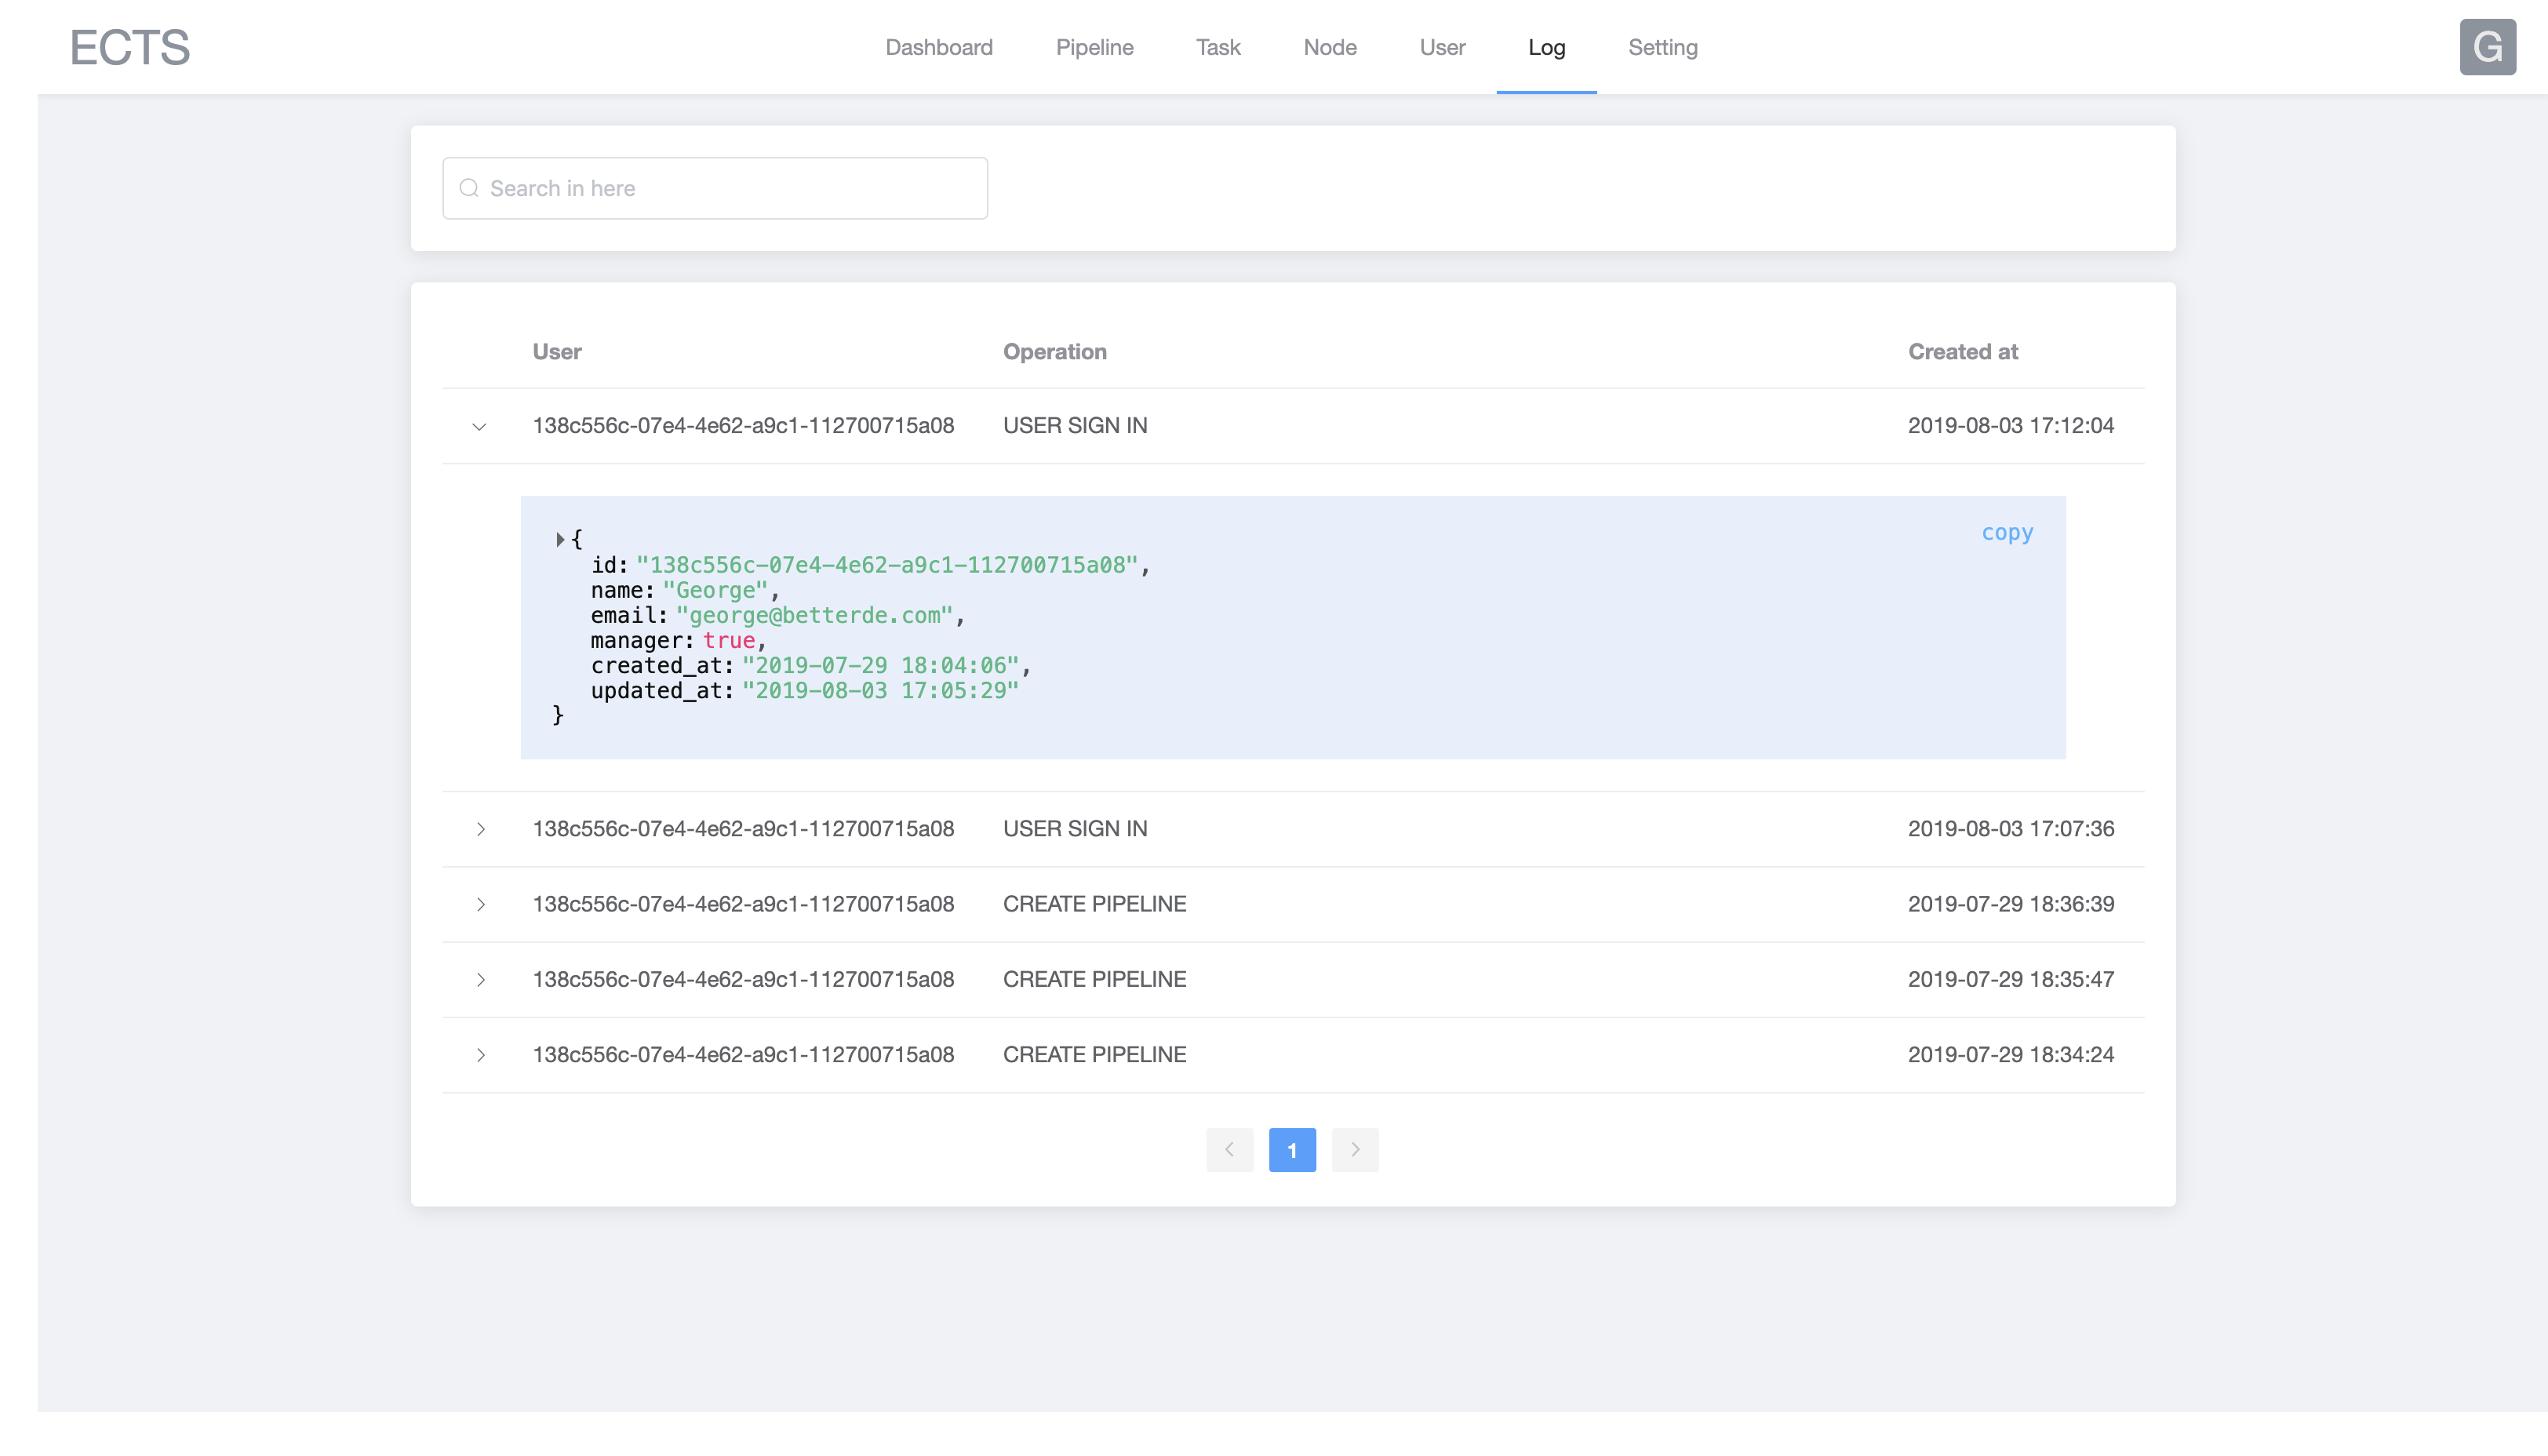 ECTS Dashboard Pipeline Task Node User Log Setting G
Search in here
User Operation Created at
138c556c-07e4-4e62-a9c1-112700715a08 USER SIGN IN 2019-08-03 17:12:04
copy
{
id: "138c556c-07e4-4e62-a9c1-112700715a08",
name: "George",
email: "george@betterde.com",
manager: true,
created_at: "2019-07-29 18:04:06",
updated_at: "2019-08-03 17:05:29"
}
138c556c-07e4-4e62-a9c1-112700715a08 USER SIGN IN 2019-08-03 17:07:36
138c556c-07e4-4e62-a9c1-112700715a08 CREATE PIPELINE 2019-07-29 18:36:39
138c556c-07e4-4e62-a9c1-112700715a08 CREATE PIPELINE 2019-07-29 18:35:47
138c556c-07e4-4e62-a9c1-112700715a08 CREATE PIPELINE 2019-07-29 18:34:24
1